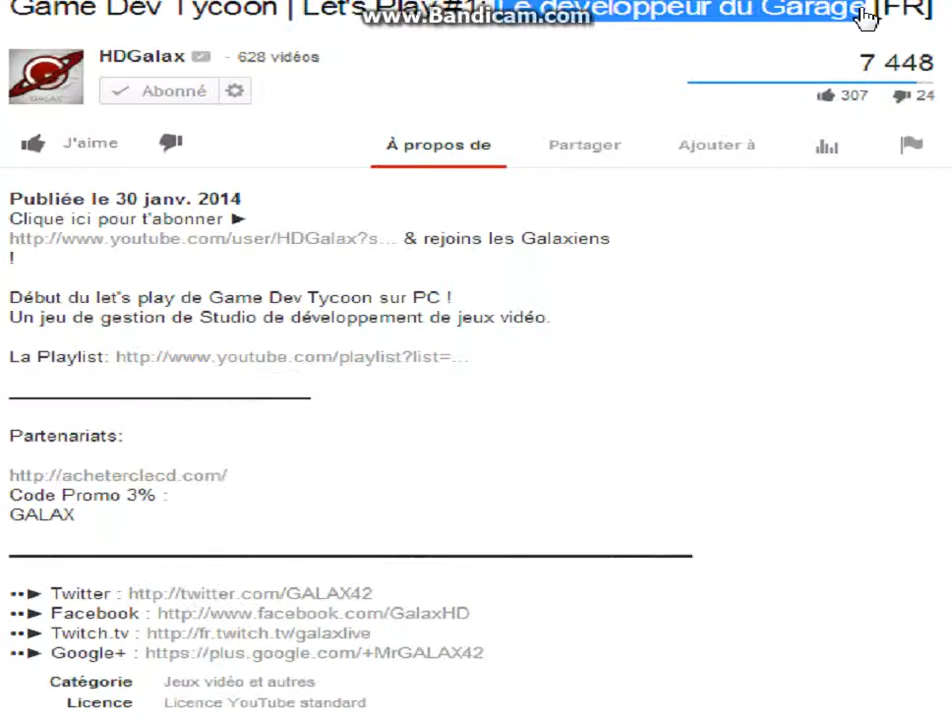 Game Dev Tycoon | Let's Play #1: Le développeur du Garage [FR]
www.Bandicam.com
HDGalax - 628 vidéos
7 448
Abonné
307 24
J'aime À propos de Partager Ajouter à
Publiée le 30 janv. 2014
Clique ici pour t'abonner ►
http://www.youtube.com/user/HDGalax?s... & rejoins les Galaxiens
!
Début du let's play de Game Dev Tycoon sur PC !
Un jeu de gestion de Studio de développement de jeux vidéo.
La Playlist: http://www.youtube.com/playlist?list=...
Partenariats:
http://acheterclecd.com/
Code Promo 3% :
GALAX
••► Twitter : http://twitter.com/GALAX42
••► Facebook : http://www.facebook.com/GalaxHD
••► Twitch.tv : http://fr.twitch.tv/galaxlive
••► Google+ : https://plus.google.com/+MrGALAX42
Catégorie Jeux vidéo et autres
Licence Licence YouTube standard